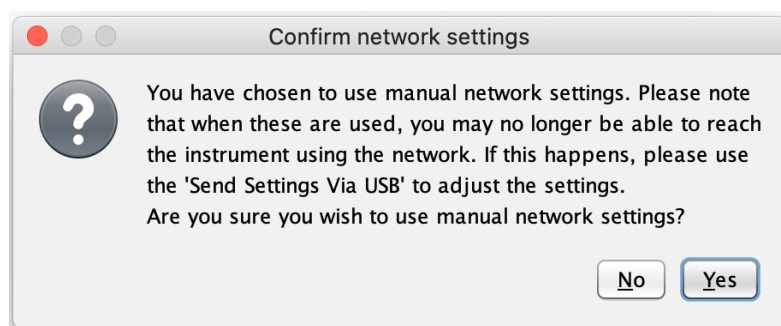 Confirm network settings
You have chosen to use manual network settings. Please note
that when these are used, you may no longer be able to reach
the instrument using the network. If this happens, please use
the 'Send Settings Via USB' to adjust the settings.
Are you sure you wish to use manual network settings?
No Yes